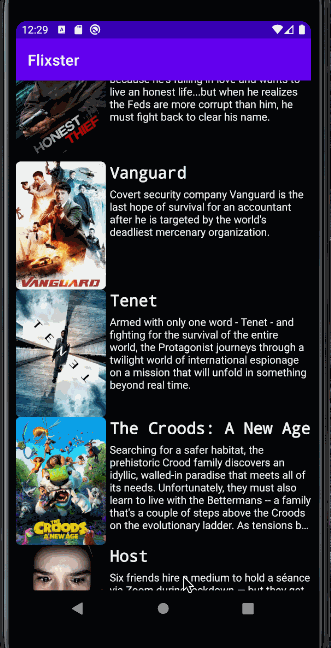 12:29
Flixster
because he's falling in love and wants to
live an honest life...but when he realizes
the Feds are more corrupt than him, he
must fight back to clear his name.
HONEST
THIEF
Vanguard
Covert security company Vanguard is the
last hope of survival for an accountant
after he is targeted by the world's
deadliest mercenary organization.
VANGUARD
Tenet
Armed with only one word - Tenet - and
fighting for the survival of the entire
world, the Protagonist journeys through a
twilight world of international espionage
on a mission that will unfold in something
beyond real time.
TENET
The Croods: A New Age
Searching for a safer habitat, the
prehistoric Crood family discovers an
idyllic, walled-in paradise that meets all of
its needs. Unfortunately, they must also
learn to live with the Bettermans -- a family
that's a couple of steps above the Croods
on the evolutionary ladder. As tensions b...
THE
CROODS
A NEW AGE
Host
Six friends hire a medium to hold a séance
via Zoom during lockdown — but they get